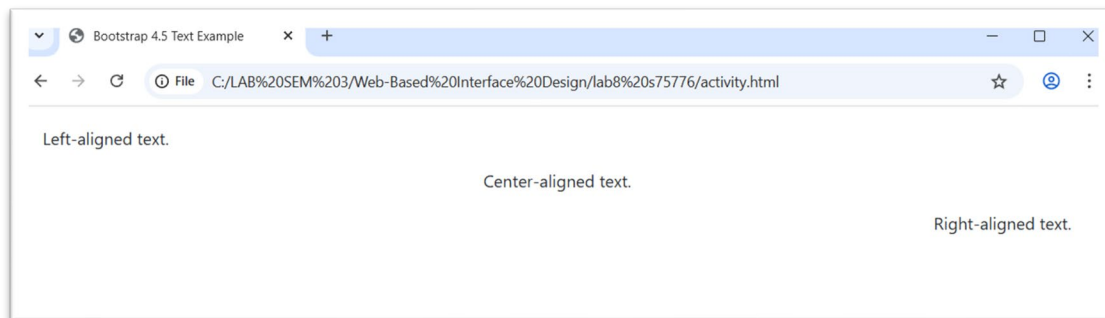 Bootstrap 4.5 Text Example
File C:/LAB%20SEM%203/Web-Based%20Interface%20Design/lab8%20s75776/activity.html
Left-aligned text.
Center-aligned text.
Right-aligned text.